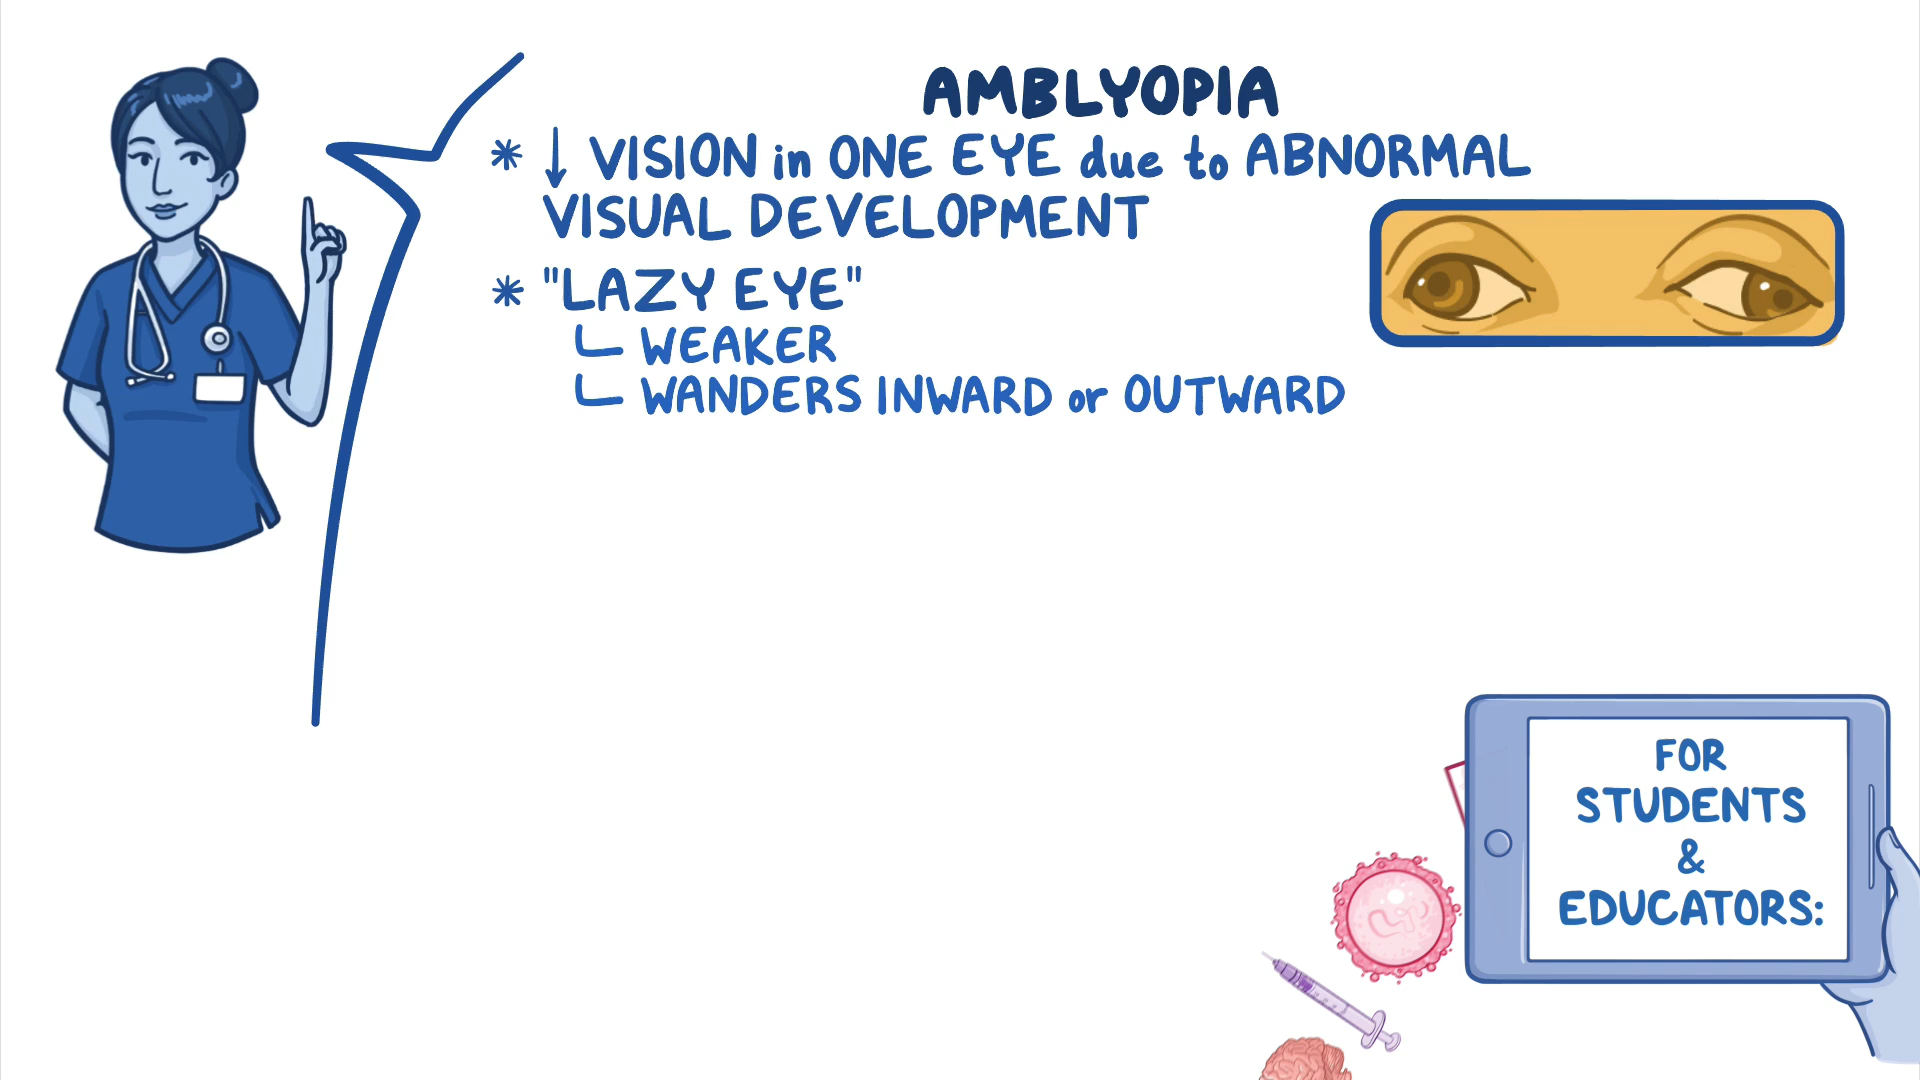 AMBLYOPIA
* ↓ VISION in ONE EYE due to ABNORMAL
VISUAL DEVELOPMENT
* "LAZY EYE"
WEAKER
WANDERS INWARD or OUTWARD
FOR
STUDENTS
&
EDUCATORS: